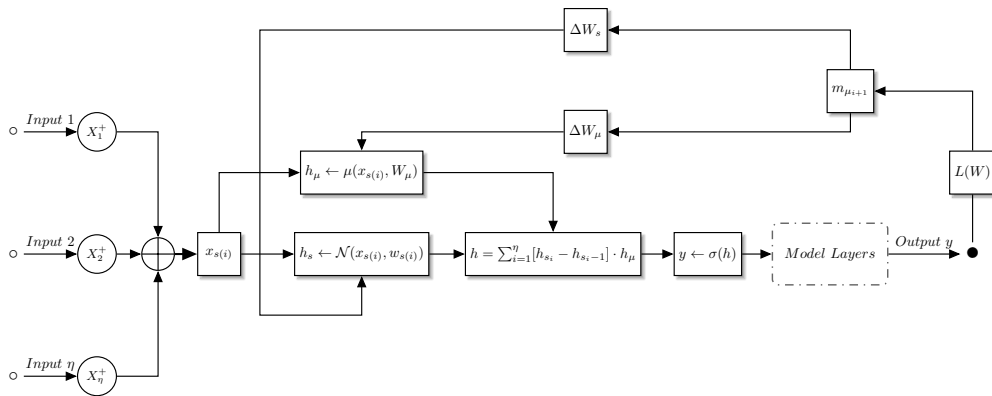 ΔW_s
m_{μ_{i+1}}
Input 1
X_1^+
ΔW_μ
h_μ ← μ(x_{s(i)}, W_μ)
L(W)
Input 2
X_2^+
x_{s(i)}
h_s ← 𝒩(x_{s(i)}, w_{s(i)})
h = ∑_{i=1}^{η}[h_{s_i} − h_{s_i−1}] · h_μ
y ← σ(h)
Model Layers
Output y
Input η
X_η^+